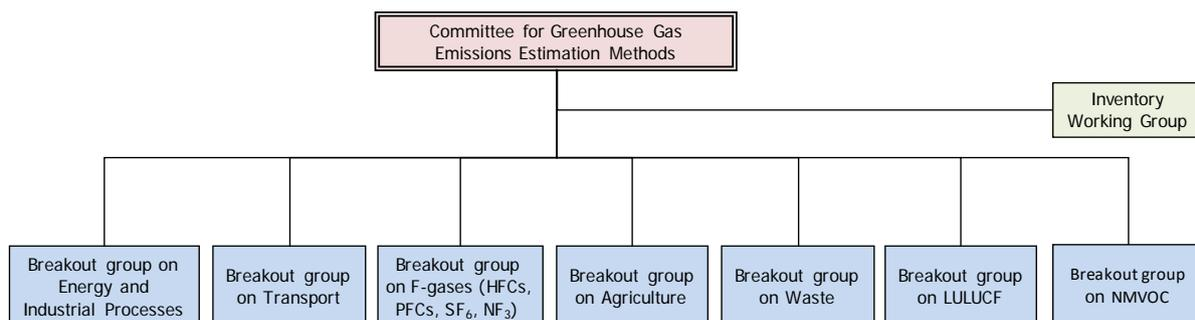 Committee for Greenhouse Gas
Emissions Estimation Methods
Inventory
Working Group
Breakout group on
Energy and
Industrial Processes
Breakout group
on Transport
Breakout group
on F-gases (HFCs,
PFCs, SF₆, NF₃)
Breakout group
on Agriculture
Breakout group
on Waste
Breakout group
on LULUCF
Breakout group
on NMVOC